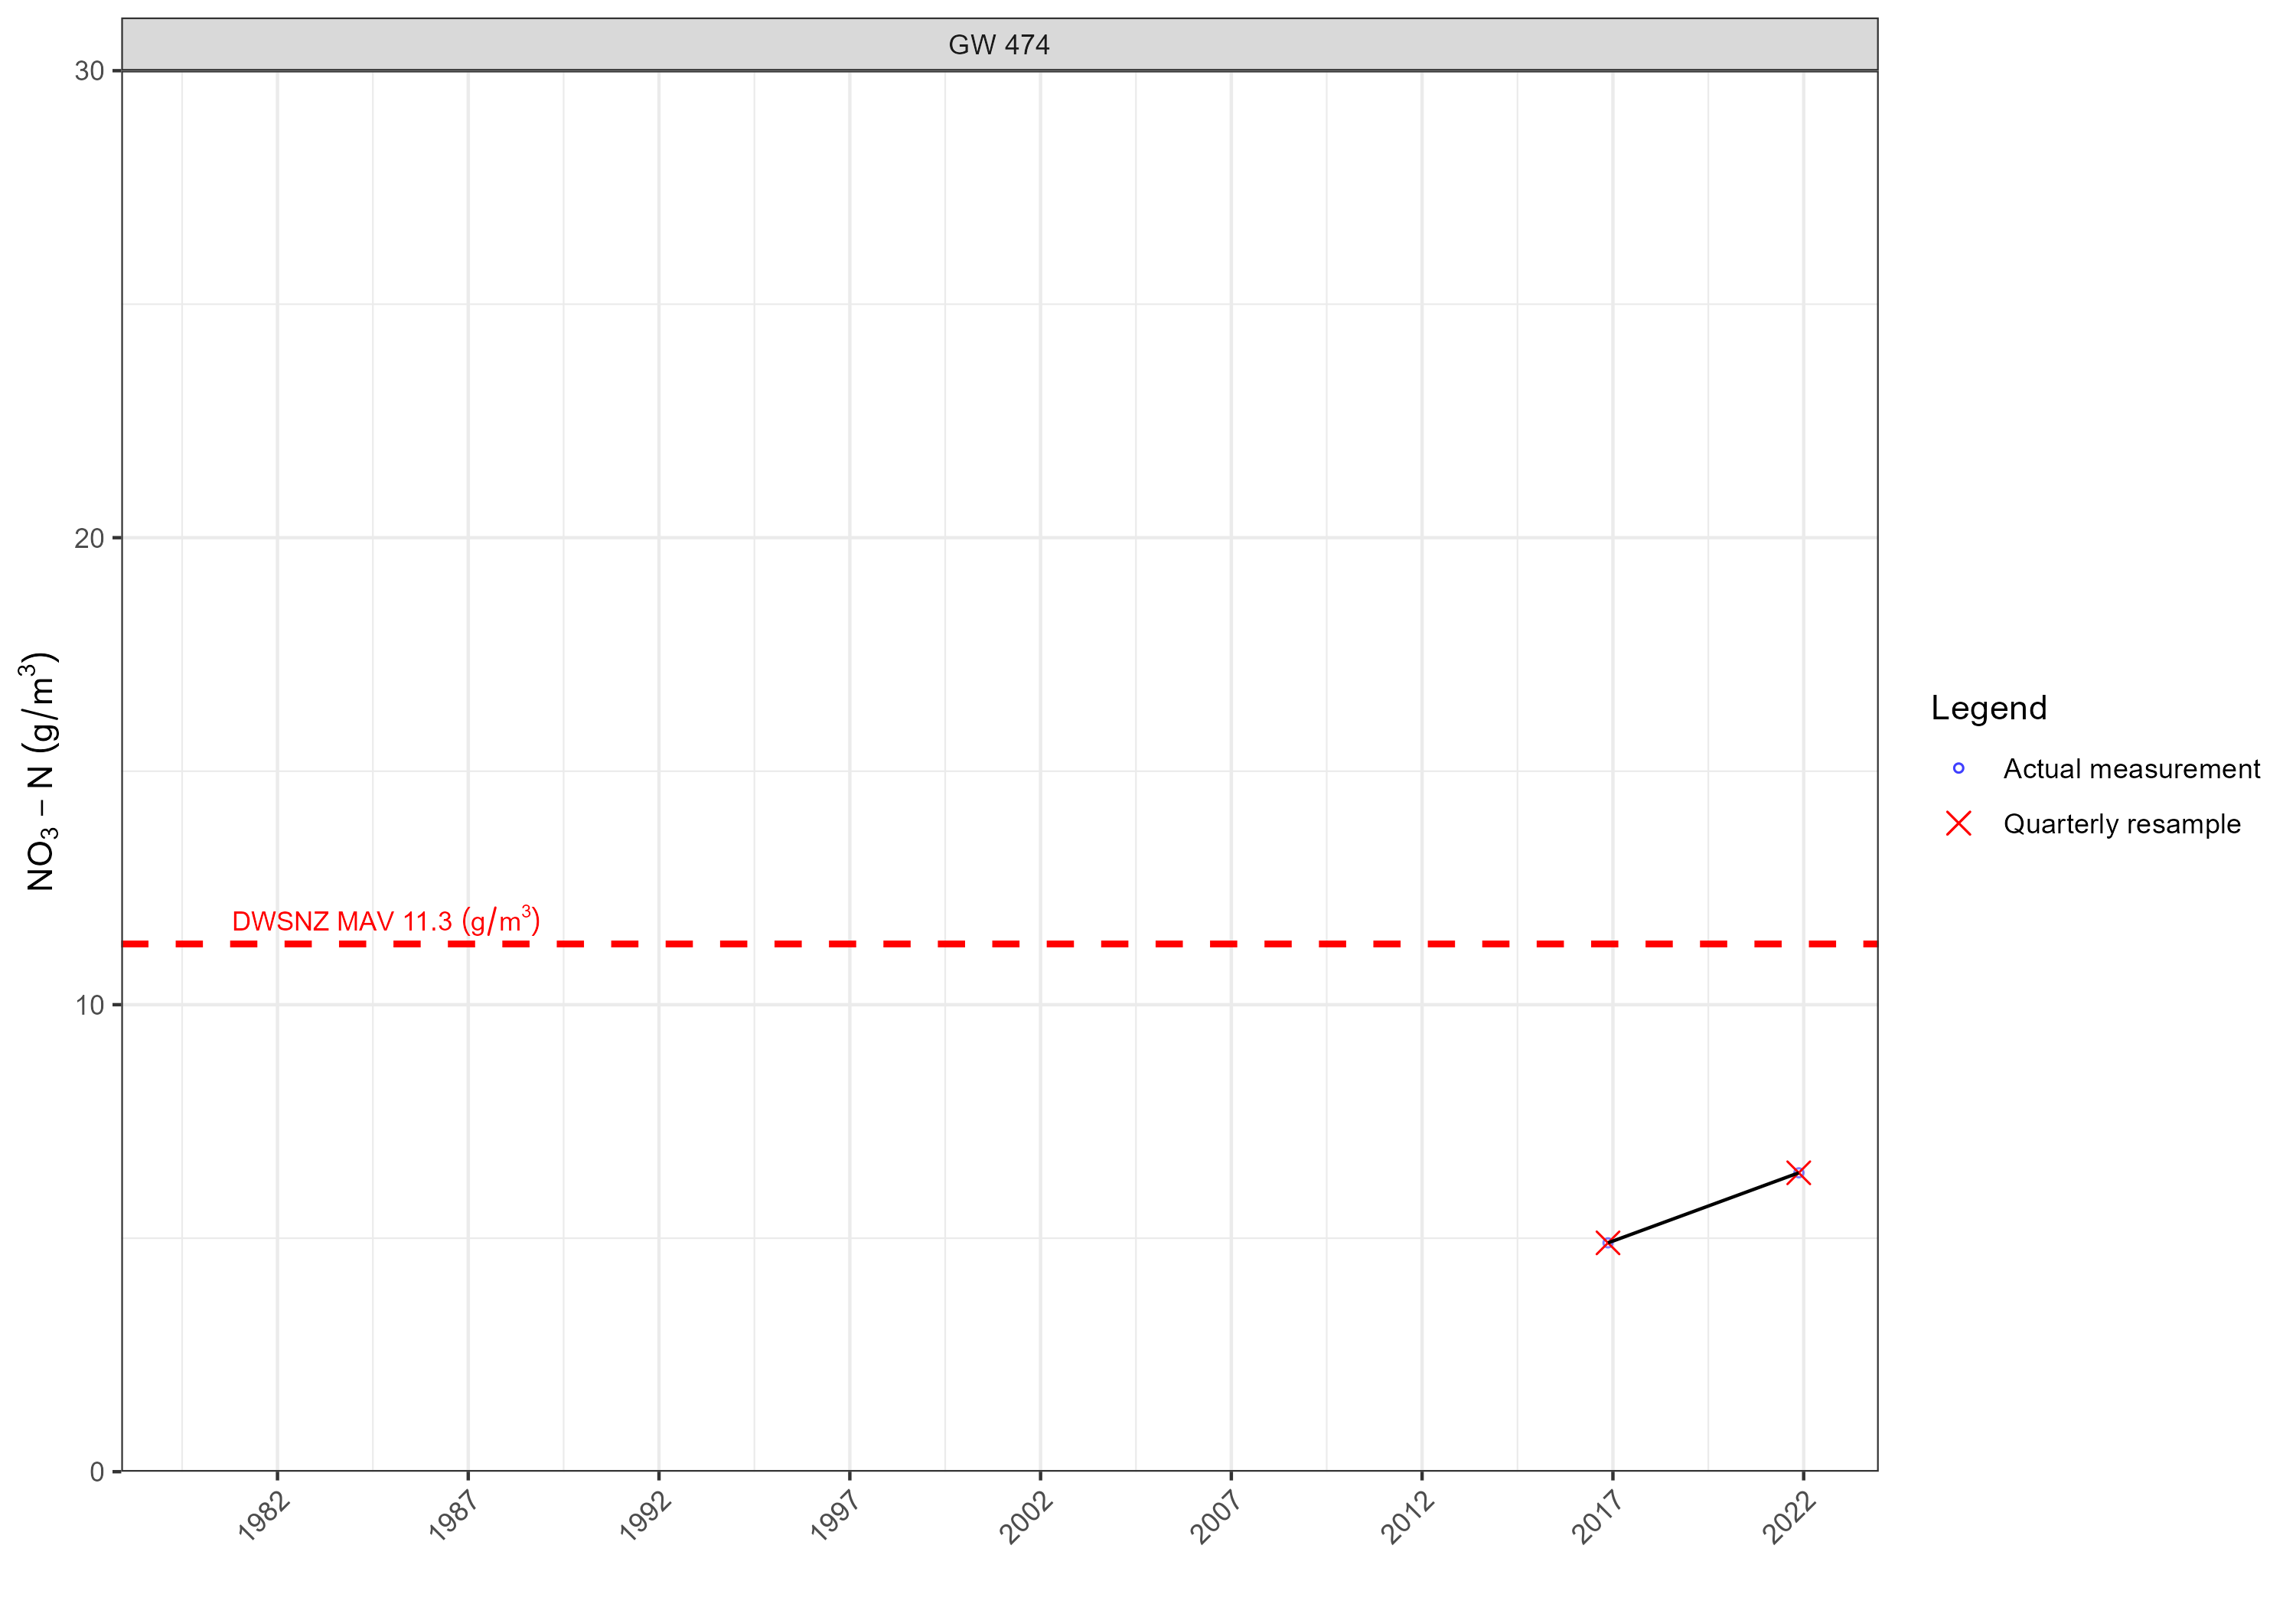 GW 474
30
20
10
0
NO₃ – N (g/m³)
DWSNZ MAV 11.3 (g/m³)
1982
1987
1992
1997
2002
2007
2012
2017
2022
Legend
Actual measurement
Quarterly resample